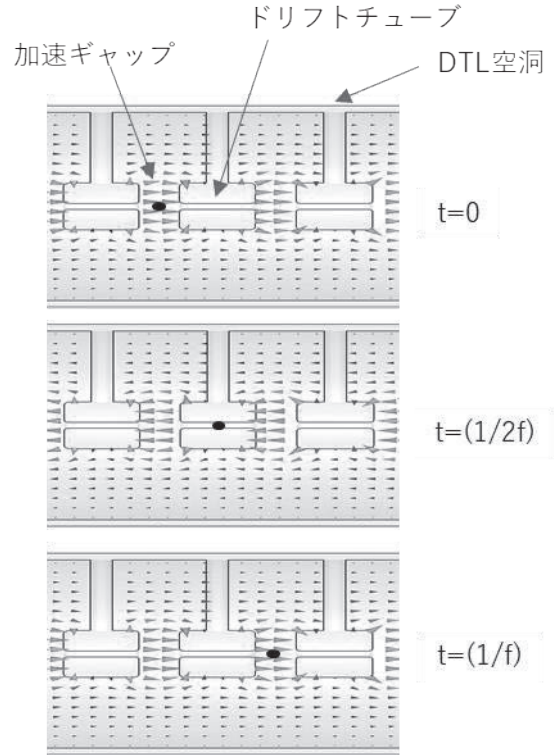 ドリフトチューブ
加速ギャップ
DTL空洞
t=0
t=(1/2f)
t=(1/f)